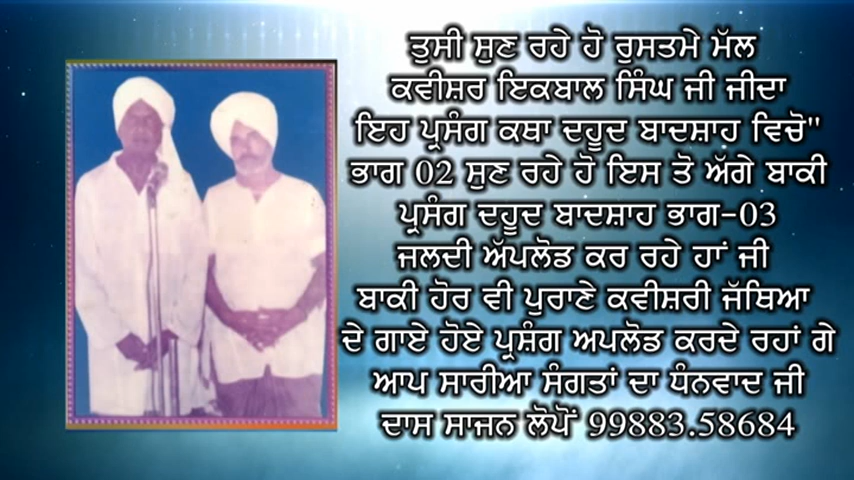 ਤੁਸੀ ਸੁਣ ਰਹੇ ਹੋ ਰੁਸਤਮੇ ਮੱਲ
ਕਵੀਸ਼ਰ ਇਕਬਾਲ ਸਿੰਘ ਜੀ ਜੀਦਾ
ਇਹ ਪ੍ਰਸੰਗ ਕਥਾ ਦਹੂਦ ਬਾਦਸ਼ਾਹ ਵਿਚੋ"
ਭਾਗ 02 ਸੁਣ ਰਹੇ ਹੋ ਇਸ ਤੋ ਅੱਗੇ ਬਾਕੀ
ਪ੍ਰਸੰਗ ਦਹੂਦ ਬਾਦਸ਼ਾਹ ਭਾਗ-03
ਜਲਦੀ ਅੱਪਲੋਡ ਕਰ ਰਹੇ ਹਾਂ ਜੀ
ਬਾਕੀ ਹੋਰ ਵੀ ਪੁਰਾਣੇ ਕਵੀਸ਼ਰੀ ਜੱਥਿਆ
ਦੇ ਗਾਏ ਹੋਏ ਪ੍ਰਸ਼ੰਗ ਅਪਲੋਡ ਕਰਦੇ ਰਹਾਂ ਗੇ
ਆਪ ਸਾਰੀਆ ਸੰਗਤਾਂ ਦਾ ਧੰਨਵਾਦ ਜੀ
ਦਾਸ ਸਾਜਨ ਲੋਪੋਂ 99883.58684